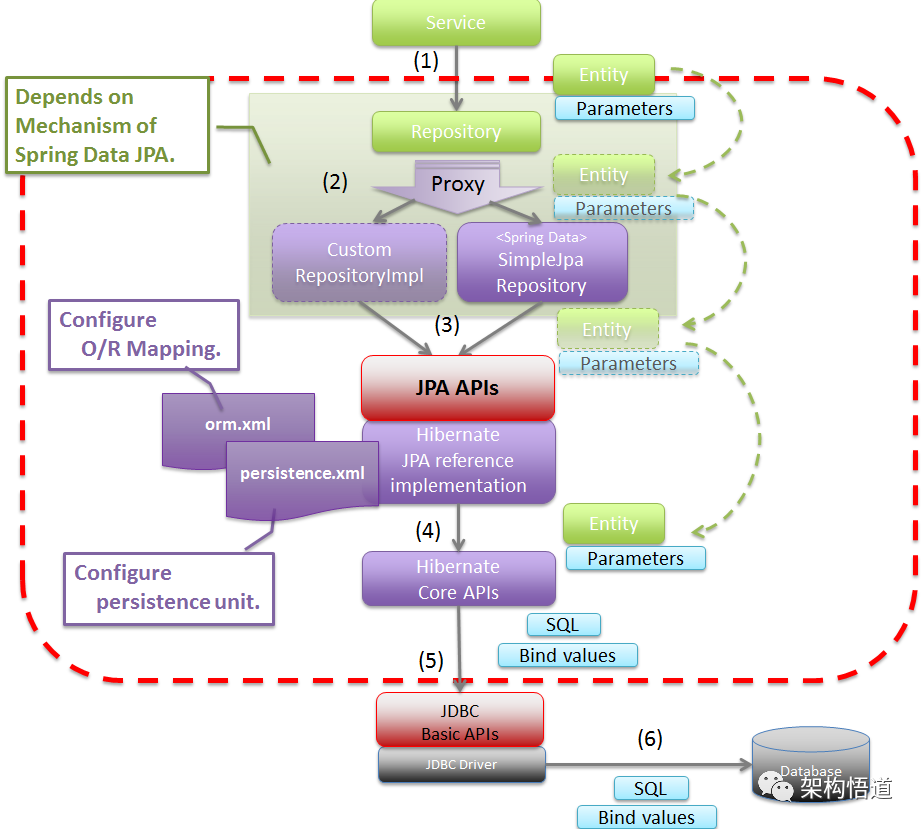 Service
(1)
Entity
Parameters
Depends on
Mechanism of
Spring Data JPA.
Repository
(2)
Proxy
Entity
Parameters
Custom
RepositoryImpl
<Spring Data>
SimpleJpa
Repository
Configure
O/R Mapping.
(3)
Entity
Parameters
JPA APIs
orm.xml
persistence.xml
Hibernate
JPA reference
implementation
(4)
Entity
Parameters
Configure
persistence unit.
Hibernate
Core APIs
SQL
Bind values
(5)
JDBC
Basic APIs
JDBC Driver
(6)
Database
架构悟道
SQL
Bind values